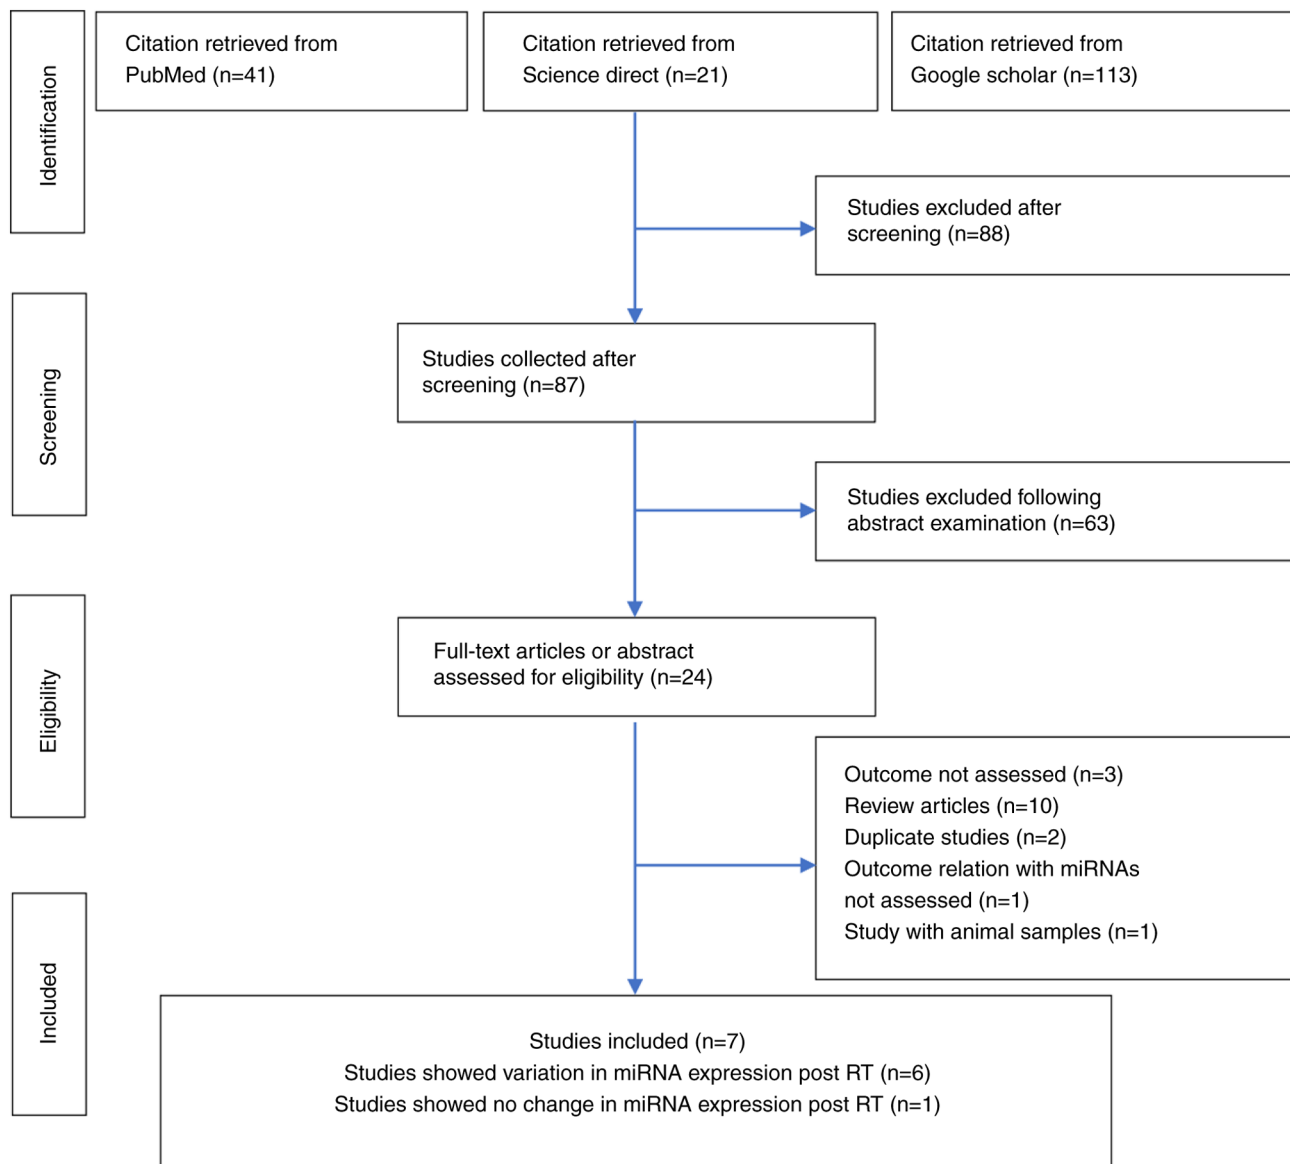 Identification
Citation retrieved from
PubMed (n=41)
Citation retrieved from
Science direct (n=21)
Citation retrieved from
Google scholar (n=113)
Studies excluded after
screening (n=88)
Screening
Studies collected after
screening (n=87)
Studies excluded following
abstract examination (n=63)
Eligibility
Full-text articles or abstract
assessed for eligibility (n=24)
Outcome not assessed (n=3)
Review articles (n=10)
Duplicate studies (n=2)
Outcome relation with miRNAs
not assessed (n=1)
Study with animal samples (n=1)
Included
Studies included (n=7)
Studies showed variation in miRNA expression post RT (n=6)
Studies showed no change in miRNA expression post RT (n=1)